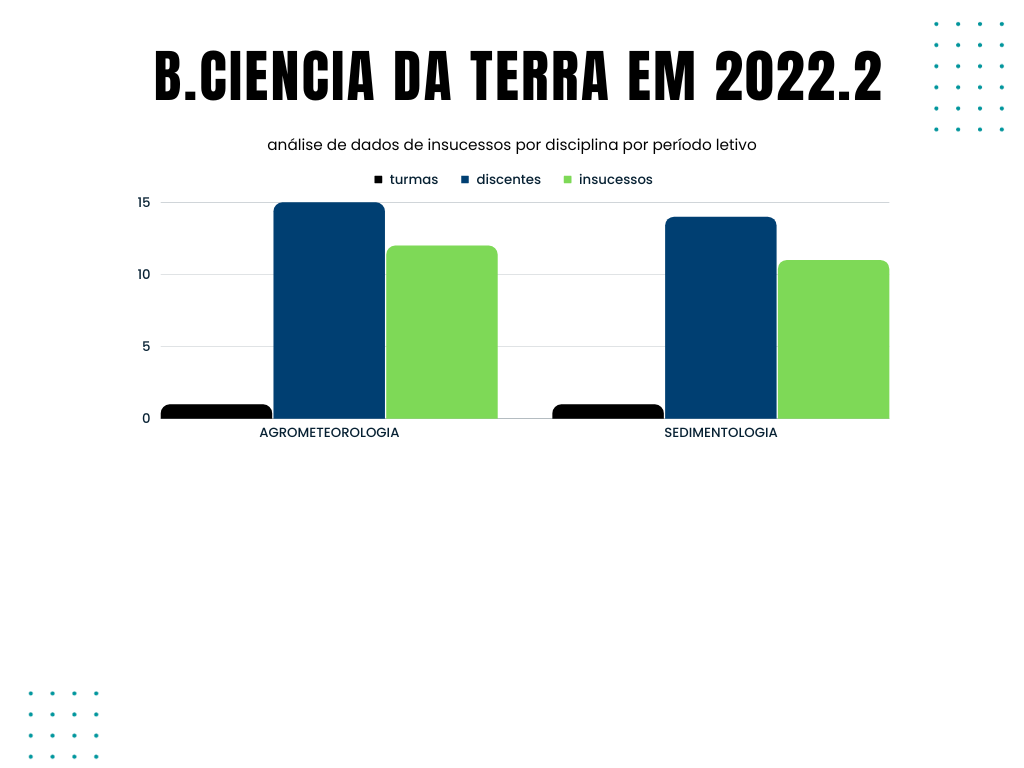 B.CIENCIA DA TERRA EM 2022.2
análise de dados de insucessos por disciplina por período letivo
turmas discentes insucessos
15
10
5
0
AGROMETEOROLOGIA SEDIMENTOLOGIA